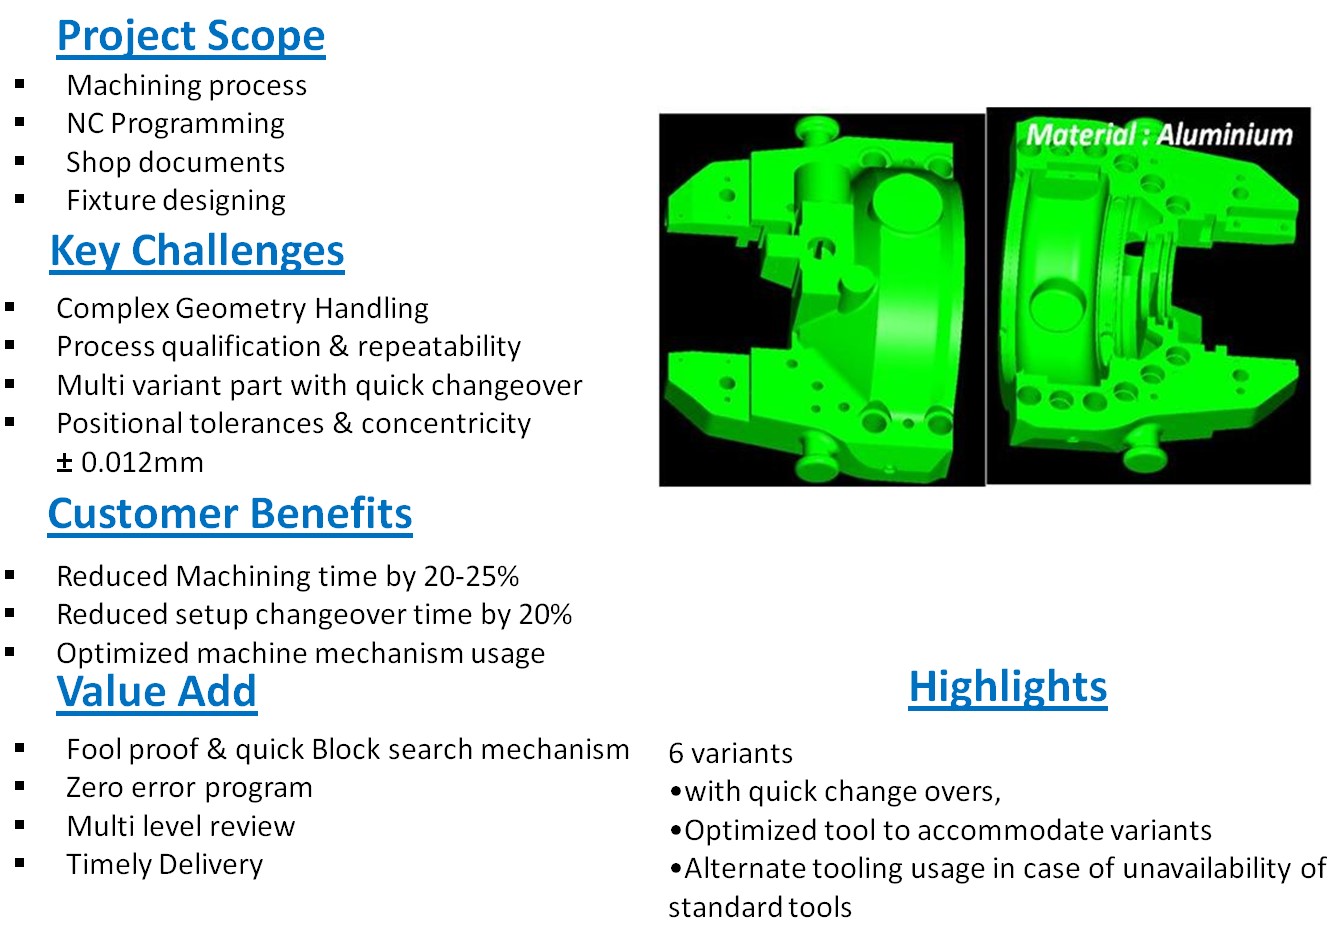 Project Scope
▪ Machining process
▪ NC Programming
▪ Shop documents
▪ Fixture designing
Key Challenges
▪ Complex Geometry Handling
▪ Process qualification & repeatability
▪ Multi variant part with quick changeover
▪ Positional tolerances & concentricity
± 0.012mm
Customer Benefits
▪ Reduced Machining time by 20-25%
▪ Reduced setup changeover time by 20%
▪ Optimized machine mechanism usage
Value Add
▪ Fool proof & quick Block search mechanism
▪ Zero error program
▪ Multi level review
▪ Timely Delivery
Material : Aluminium
Highlights
6 variants
•with quick change overs,
•Optimized tool to accommodate variants
•Alternate tooling usage in case of unavailability of
standard tools